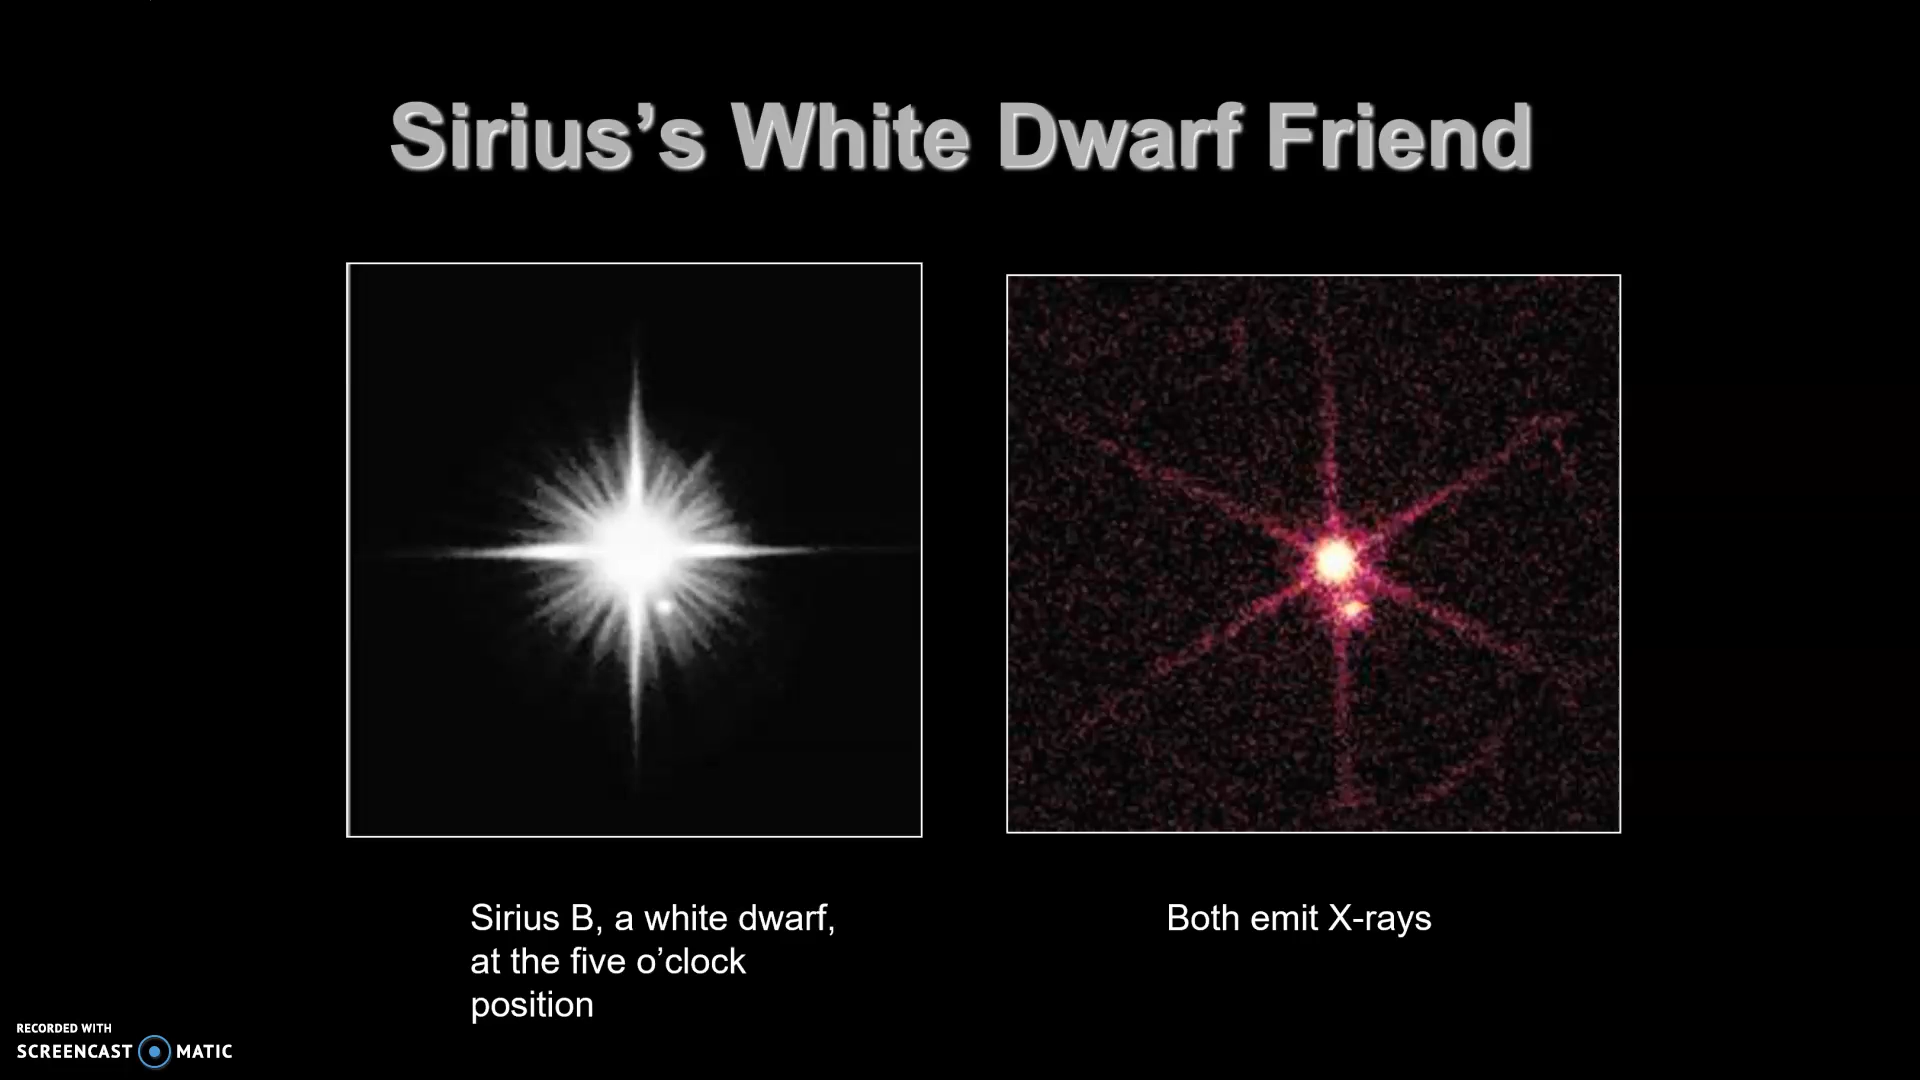 Sirius’s White Dwarf Friend
Sirius B, a white dwarf,
at the five o’clock
position
Both emit X-rays
RECORDED WITH
SCREENCAST MATIC